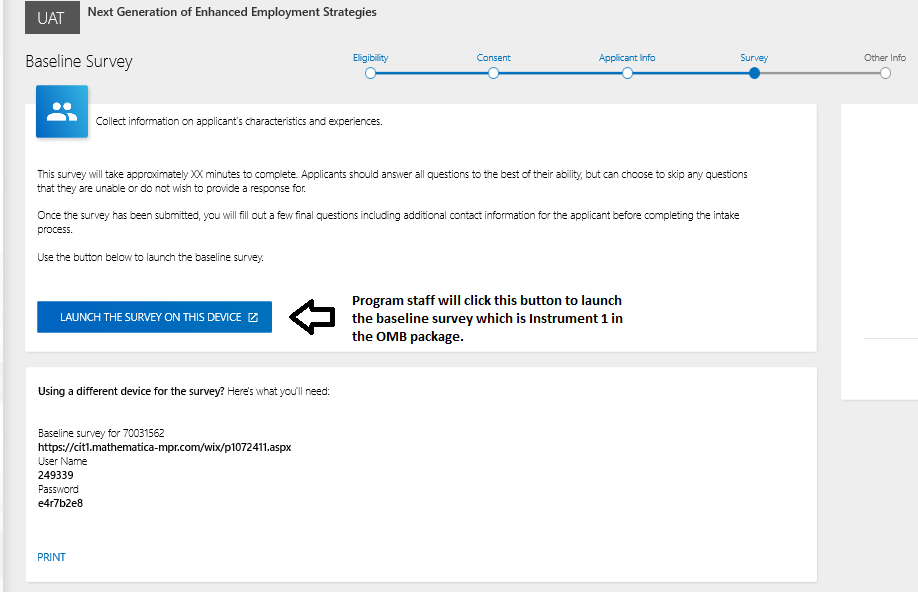 UAT
Next Generation of Enhanced Employment Strategies
Baseline Survey
Eligibility
Consent
Applicant Info
Survey
Other Info
Collect information on applicant's characteristics and experiences.
This survey will take approximately XX minutes to complete. Applicants should answer all questions to the best of their ability, but can choose to skip any questions
that they are unable or do not wish to provide a response for.
Once the survey has been submitted, you will fill out a few final questions including additional contact information for the applicant before completing the intake
process.
Use the button below to launch the baseline survey.
LAUNCH THE SURVEY ON THIS DEVICE
Program staff will click this button to launch
the baseline survey which is Instrument 1 in
the OMB package.
Using a different device for the survey? Here's what you'll need:
Baseline survey for 70031562
https://cit1.mathematica-mpr.com/wix/p1072411.aspx
User Name
249339
Password
e4r7b2e8
PRINT